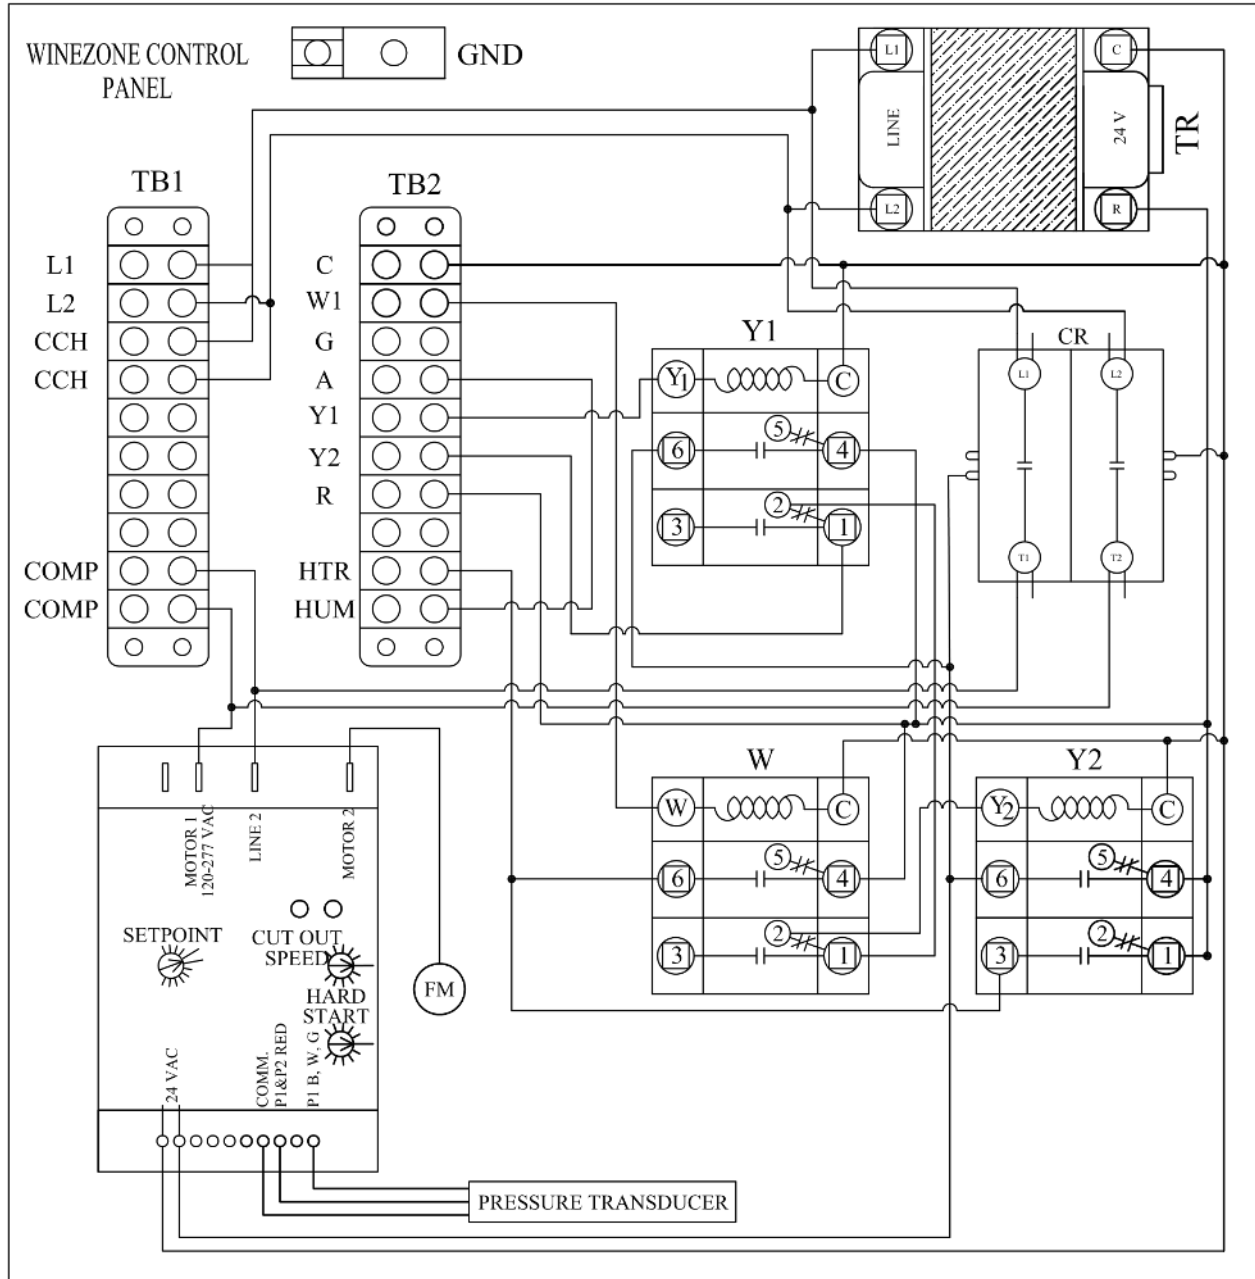 WINEZONE CONTROL
PANEL
GND
L1
C
LINE
24 V
TR
L2
R
TB1
TB2
L1
L2
CCH
CCH
COMP
COMP
C
W1
G
A
Y1
Y2
R
HTR
HUM
Y1
Y1
C
6
5
4
3
2
1
CR
L1
L2
T1
T2
W
W
C
6
5
4
3
2
1
Y2
Y2
C
6
5
4
3
2
1
MOTOR 1
120-277 VAC
LINE 2
MOTOR 2
SETPOINT
CUT OUT
SPEED
HARD
START
FM
24 VAC
COMM.
P1&P2 RED
P1 B, W, G
PRESSURE TRANSDUCER